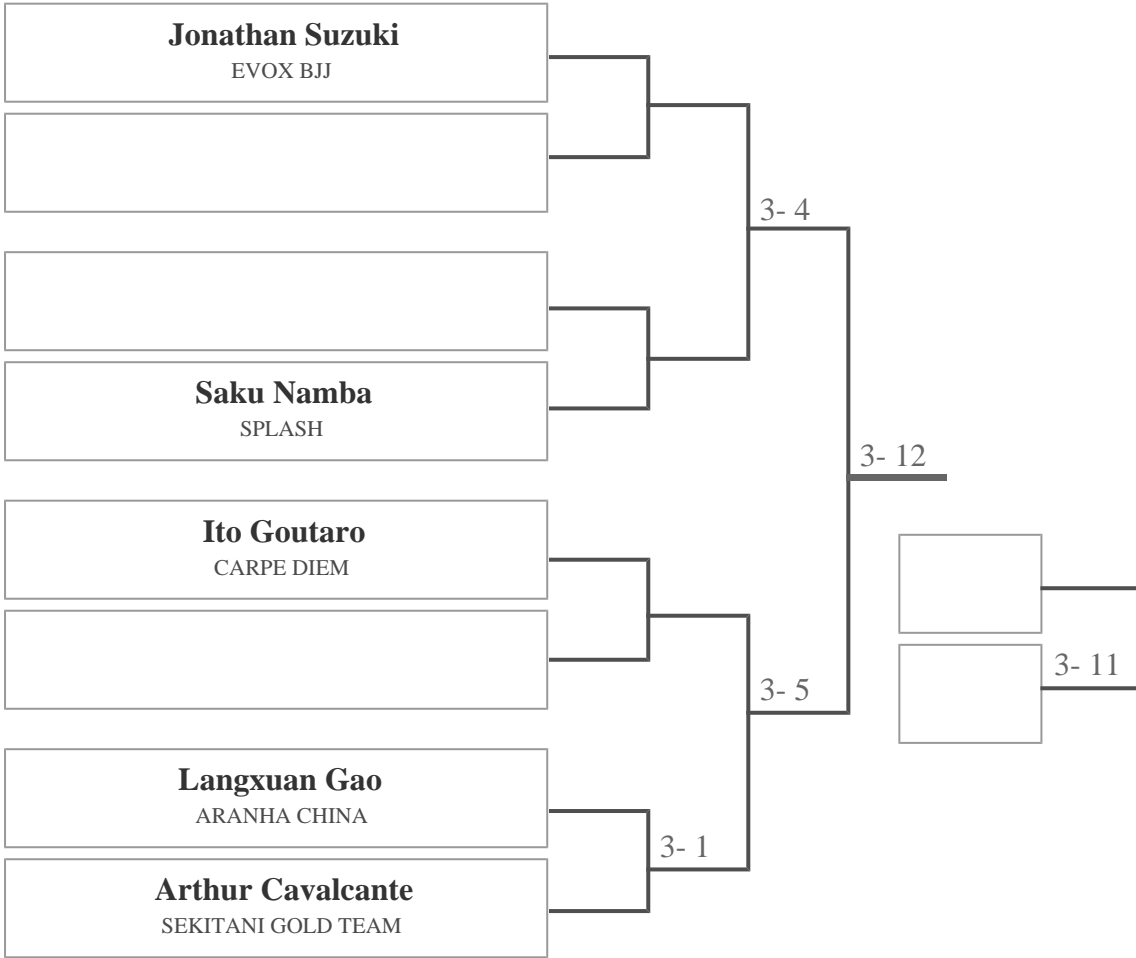 Jonathan Suzuki
EVOX BJJ
3- 4
Saku Namba
SPLASH
3- 12
Ito Goutaro
CARPE DIEM
3- 11
3- 5
Langxuan Gao
ARANHA CHINA
3- 1
Arthur Cavalcante
SEKITANI GOLD TEAM